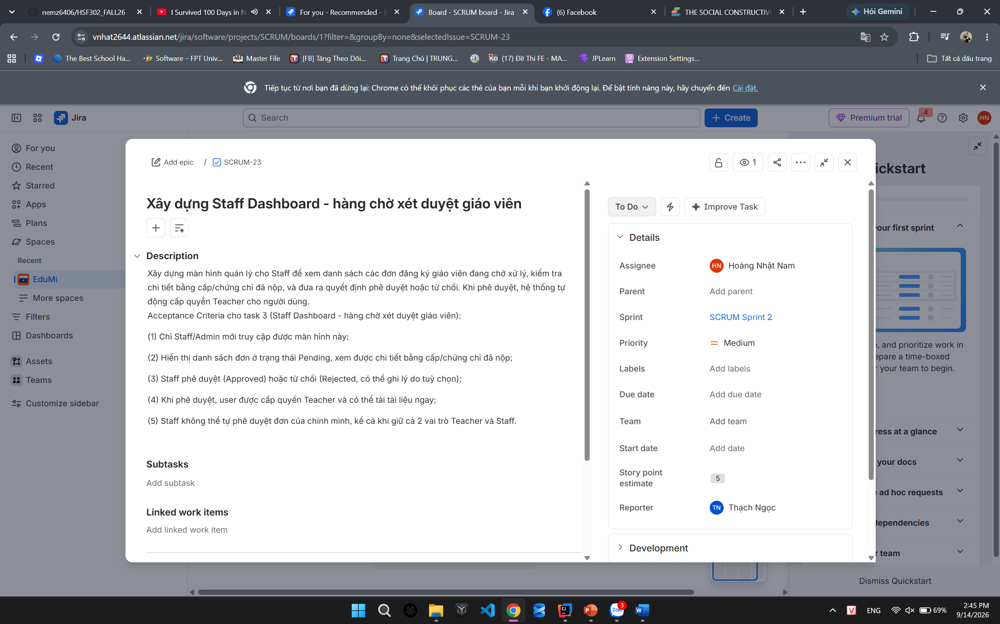 nemz6406/HSF302_FALL26
I Survived 100 Days in N
For you - Recommended - J
Board - SCRUM board - Jira
(6) Facebook
THE SOCIAL CONSTRUCTIVE
Hỏi Gemini
vnhat2644.atlassian.net/jira/software/projects/SCRUM/boards/1?filter=&groupBy=none&selectedIssue=SCRUM-23
The Best School Ha...
Software – FPT Univ...
Master File
[FB] Tăng Theo Dõi...
Trang Chủ | TRUNG...
(17) Đề Thi FE - MA...
JPLearn
Extension Settings...
Tất cả dấu trang
Tiếp tục từ nơi bạn đã dừng lại: Chrome có thể khôi phục các thẻ của bạn mỗi khi bạn khởi động lại. Để bật tính năng này, hãy chuyển đến Cài đặt.
Jira
Search
Create
Premium trial
4
HN
For you
Recent
Starred
Apps
Plans
Spaces
Recent
EduMi
More spaces
Filters
Dashboards
Assets
Teams
Customize sidebar
Add epic / SCRUM-23
1
Xây dựng Staff Dashboard - hàng chờ xét duyệt giáo viên
Description
Xây dựng màn hình quản lý cho Staff để xem danh sách các đơn đăng ký giáo viên đang chờ xử lý, kiểm tra
chi tiết bằng cấp/chứng chỉ đã nộp, và đưa ra quyết định phê duyệt hoặc từ chối. Khi phê duyệt, hệ thống tự
động cấp quyền Teacher cho người dùng.
Acceptance Criteria cho task 3 (Staff Dashboard - hàng chờ xét duyệt giáo viên):
(1) Chỉ Staff/Admin mới truy cập được màn hình này;
(2) Hiển thị danh sách đơn ở trạng thái Pending, xem được chi tiết bằng cấp/chứng chỉ đã nộp;
(3) Staff phê duyệt (Approved) hoặc từ chối (Rejected, có thể ghi lý do tuỳ chọn);
(4) Khi phê duyệt, user được cấp quyền Teacher và có thể tải tài liệu ngay;
(5) Staff không thể tự phê duyệt đơn của chính mình, kể cả khi giữ cả 2 vai trò Teacher và Staff.
Subtasks
Add subtask
Linked work items
Add linked work item
To Do
Improve Task
Details
Assignee
HN Hoàng Nhật Nam
Parent
Add parent
Sprint
SCRUM Sprint 2
Priority
Medium
Labels
Add labels
Due date
Add due date
Team
Add team
Start date
Add date
Story point
estimate
5
Reporter
TN Thạch Ngọc
Development
ickstart
your first sprint
e, and prioritize work in
epare a time-boxed
r your team to begin.
ress at a glance
your docs
e ad hoc requests
dependencies
r team
Dismiss Quickstart
Zalo
3
ENG
69%
2:45 PM
9/14/2026